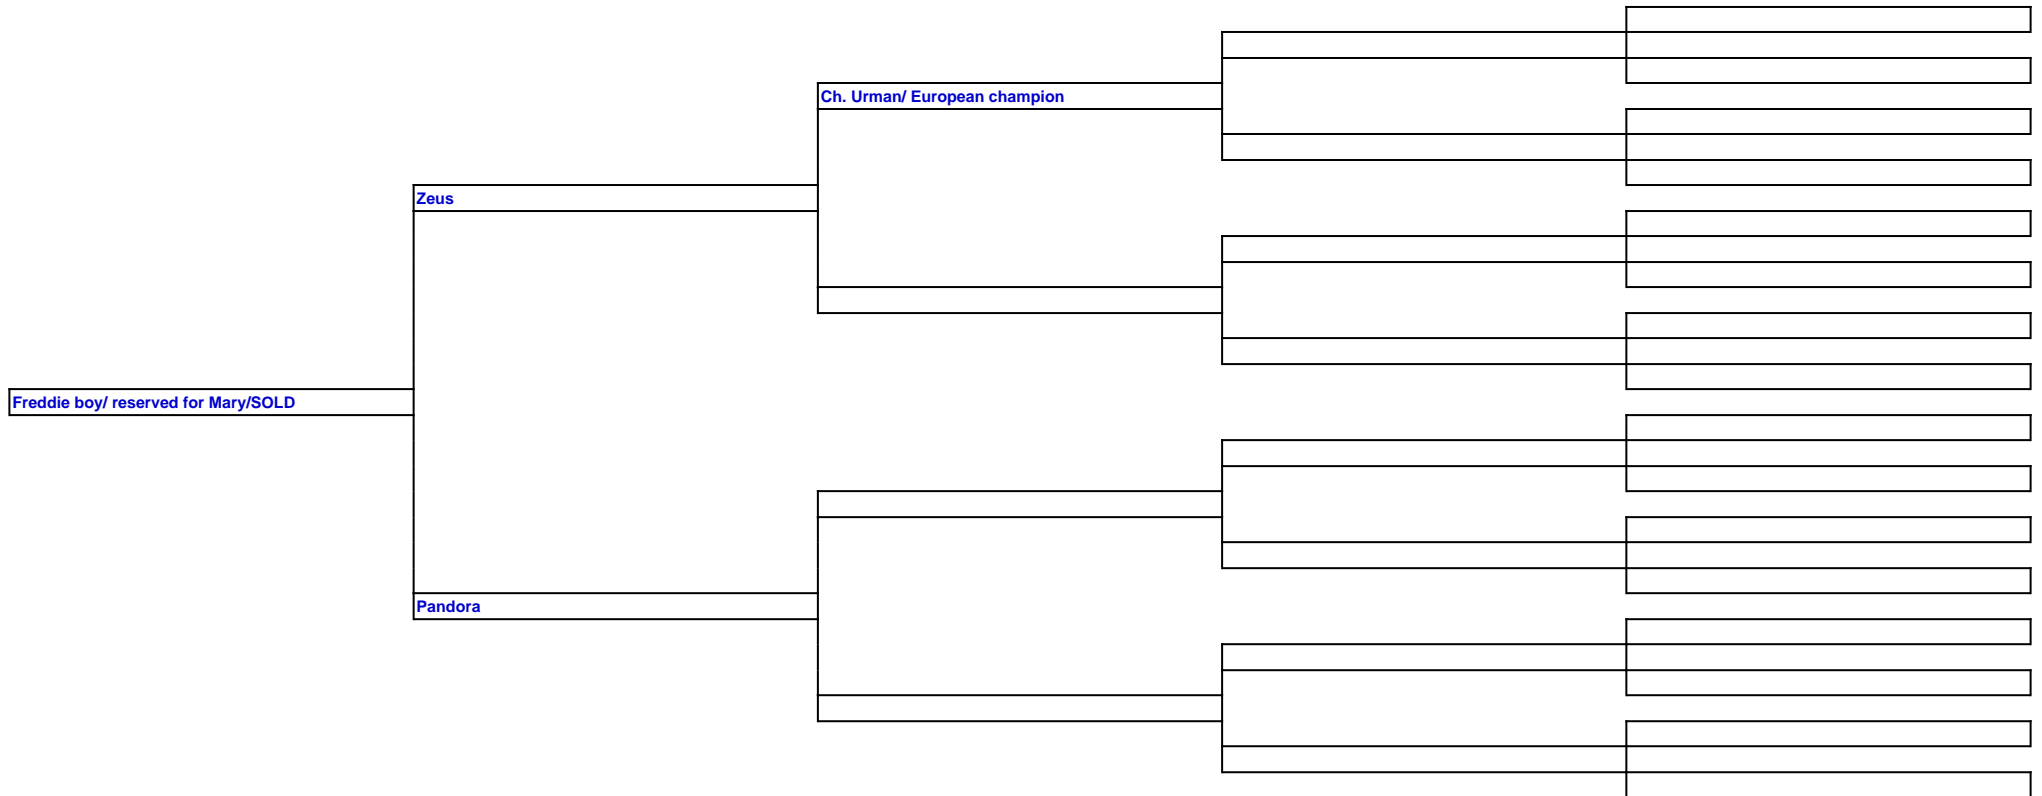 Ch. Urman/ European champion
Zeus
Freddie boy/ reserved for Mary/SOLD
Pandora